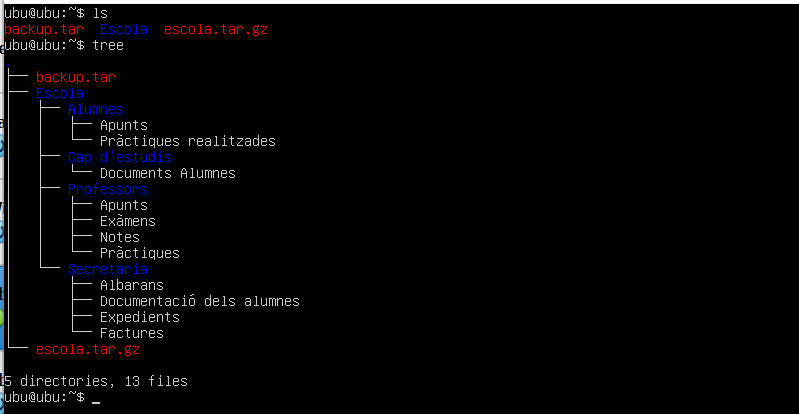 ubu@ubu:~$ ls
backup.tar  Escola  escola.tar.gz
ubu@ubu:~$ tree
.
├── backup.tar
├── Escola
│   ├── Alumnes
│   │   ├── Apunts
│   │   └── Pràctiques realitzades
│   ├── Cap d'estudis
│   │   └── Documents Alumnes
│   ├── Professors
│   │   ├── Apunts
│   │   ├── Exàmens
│   │   ├── Notes
│   │   └── Pràctiques
│   └── Secretaria
│       ├── Albarans
│       ├── Documentació dels alumnes
│       ├── Expedients
│       └── Factures
└── escola.tar.gz
5 directories, 13 files
ubu@ubu:~$ _